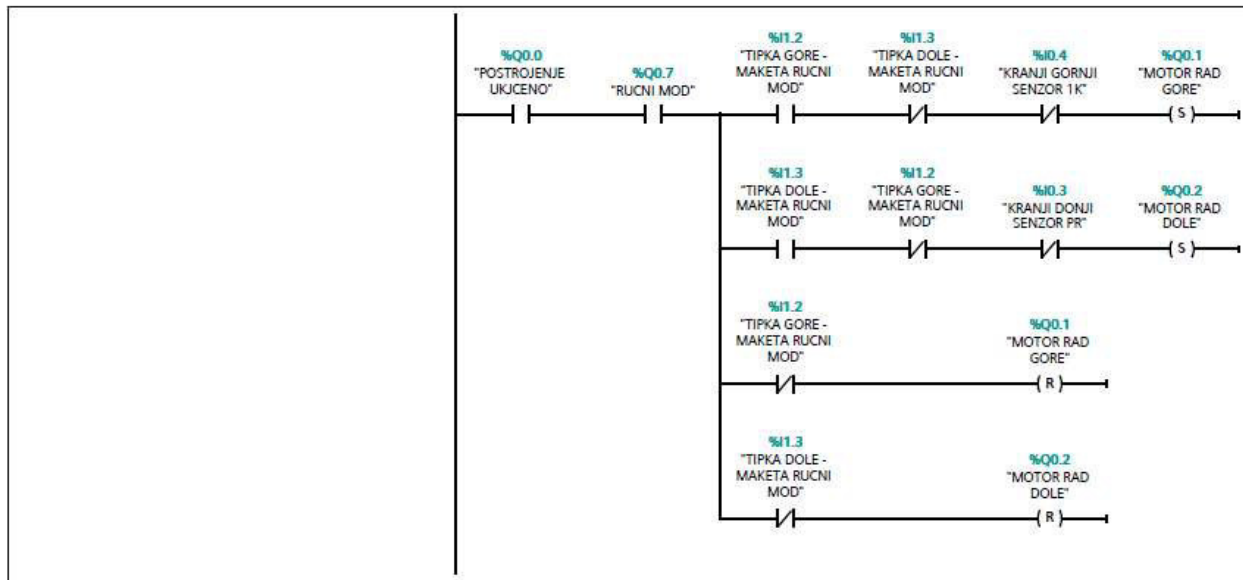 %Q0.0
"POSTROJENJE
UKJCENO"
%Q0.7
"RUCNI MOD"
%I1.2
"TIPKA GORE -
MAKETA RUCNI
MOD"
%I1.3
"TIPKA DOLE -
MAKETA RUCNI
MOD"
%I0.4
"KRANJI GORNJI
SENZOR 1K"
%Q0.1
"MOTOR RAD
GORE"
S
%I1.3
"TIPKA DOLE -
MAKETA RUCNI
MOD"
%I1.2
"TIPKA GORE -
MAKETA RUCNI
MOD"
%I0.3
"KRANJI DONJI
SENZOR PR"
%Q0.2
"MOTOR RAD
DOLE"
S
%I1.2
"TIPKA GORE -
MAKETA RUCNI
MOD"
%Q0.1
"MOTOR RAD
GORE"
R
%I1.3
"TIPKA DOLE -
MAKETA RUCNI
MOD"
%Q0.2
"MOTOR RAD
DOLE"
R